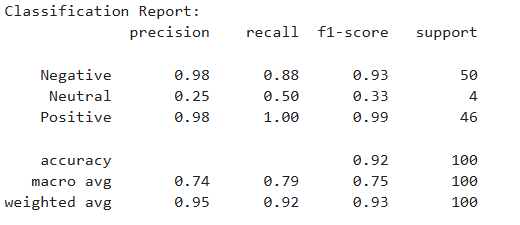 Classification Report:
precision recall f1-score support
Negative 0.98 0.88 0.93 50
Neutral 0.25 0.50 0.33 4
Positive 0.98 1.00 0.99 46
accuracy 0.92 100
macro avg 0.74 0.79 0.75 100
weighted avg 0.95 0.92 0.93 100